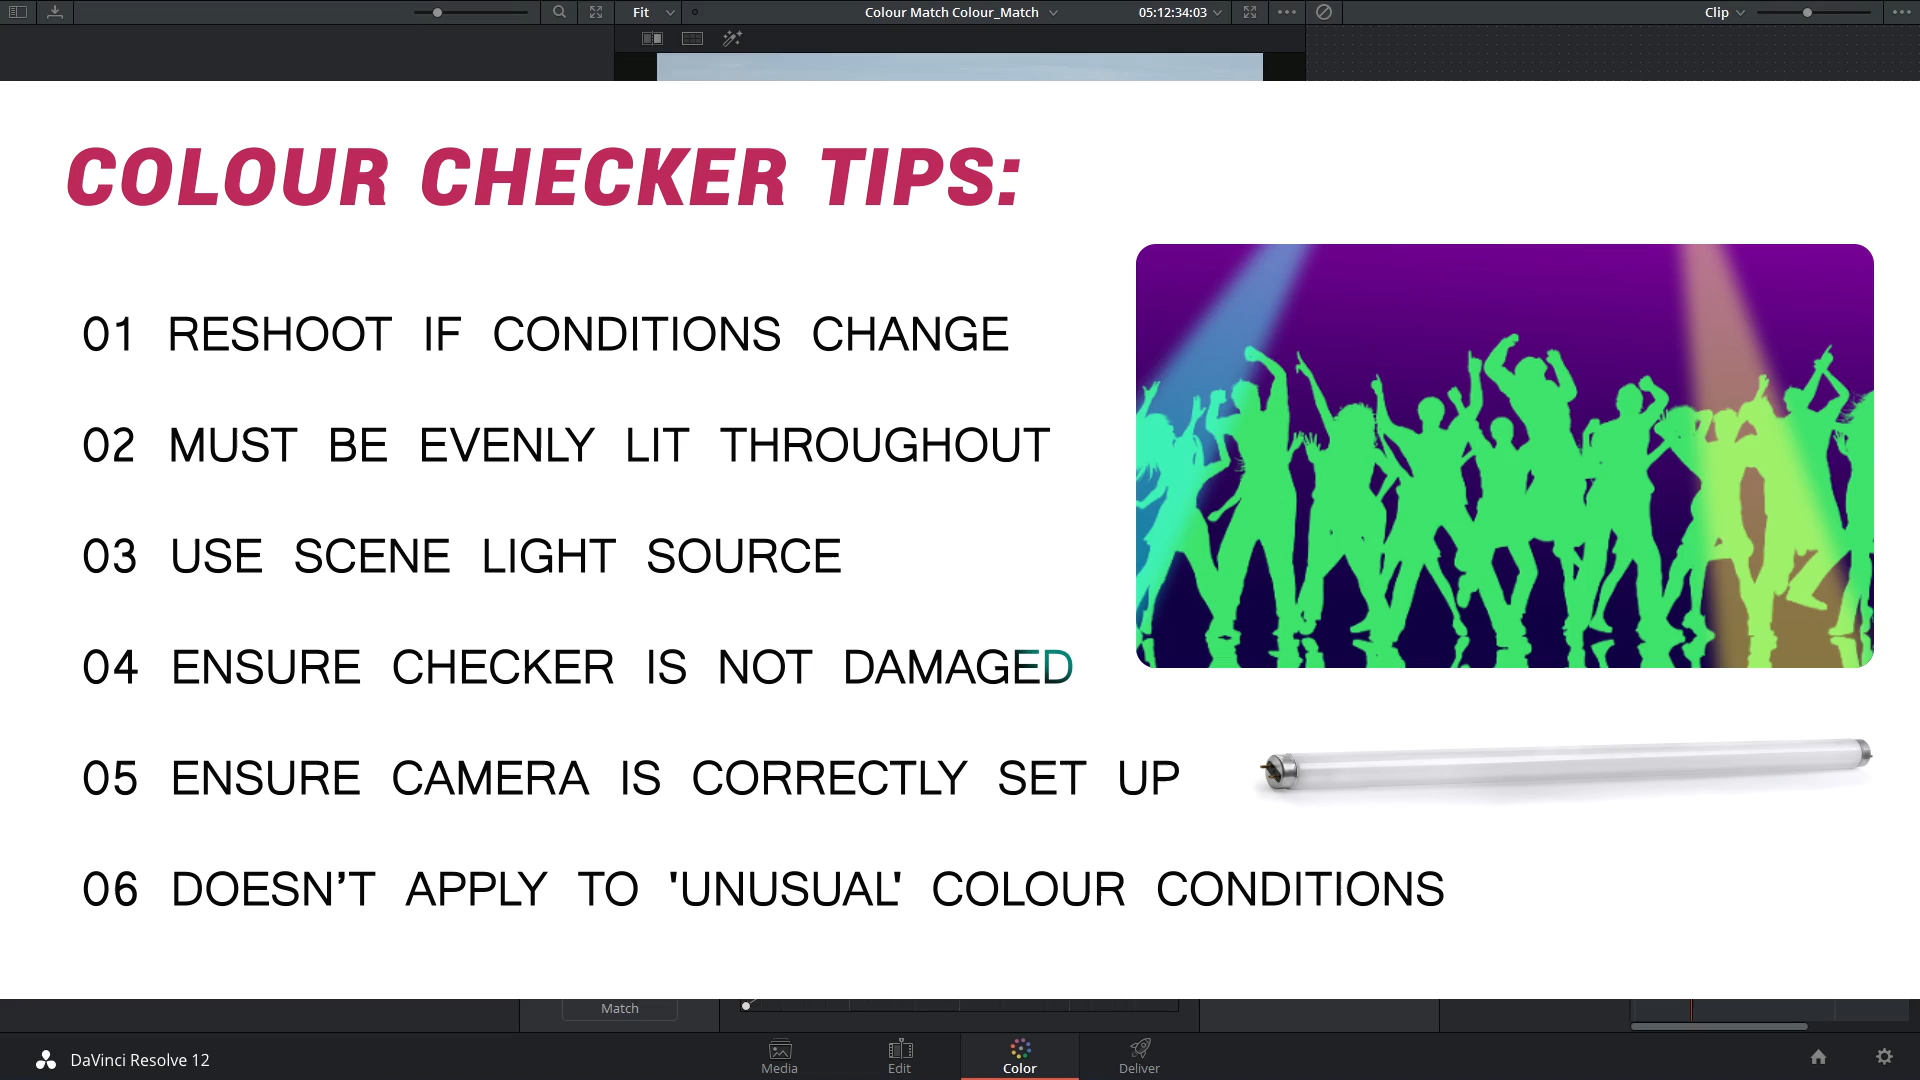 Fit
Colour Match Colour_Match
05:12:34:03
Clip
COLOUR CHECKER TIPS:
01 RESHOOT IF CONDITIONS CHANGE
02 MUST BE EVENLY LIT THROUGHOUT
03 USE SCENE LIGHT SOURCE
04 ENSURE CHECKER IS NOT DAMAGED
05 ENSURE CAMERA IS CORRECTLY SET UP
06 DOESN'T APPLY TO 'UNUSUAL' COLOUR CONDITIONS
Match
DaVinci Resolve 12
Media
Edit
Color
Deliver